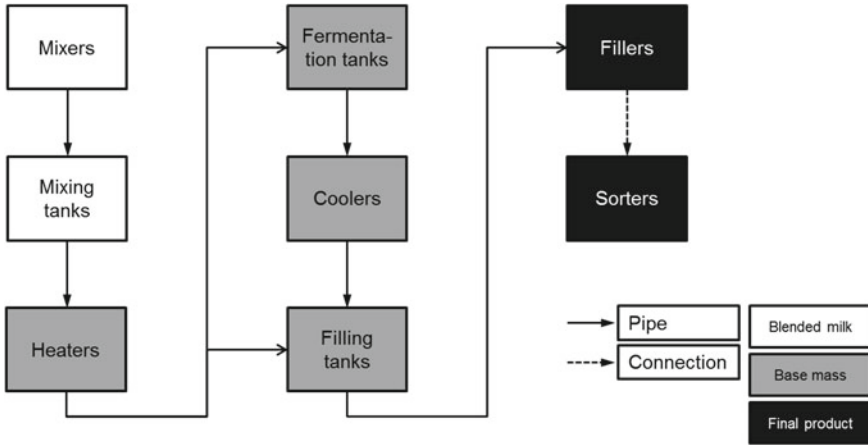 Mixers
Mixing
tanks
Heaters
Fermenta-
tion tanks
Coolers
Filling
tanks
Fillers
Sorters
Pipe
Connection
Blended milk
Base mass
Final product